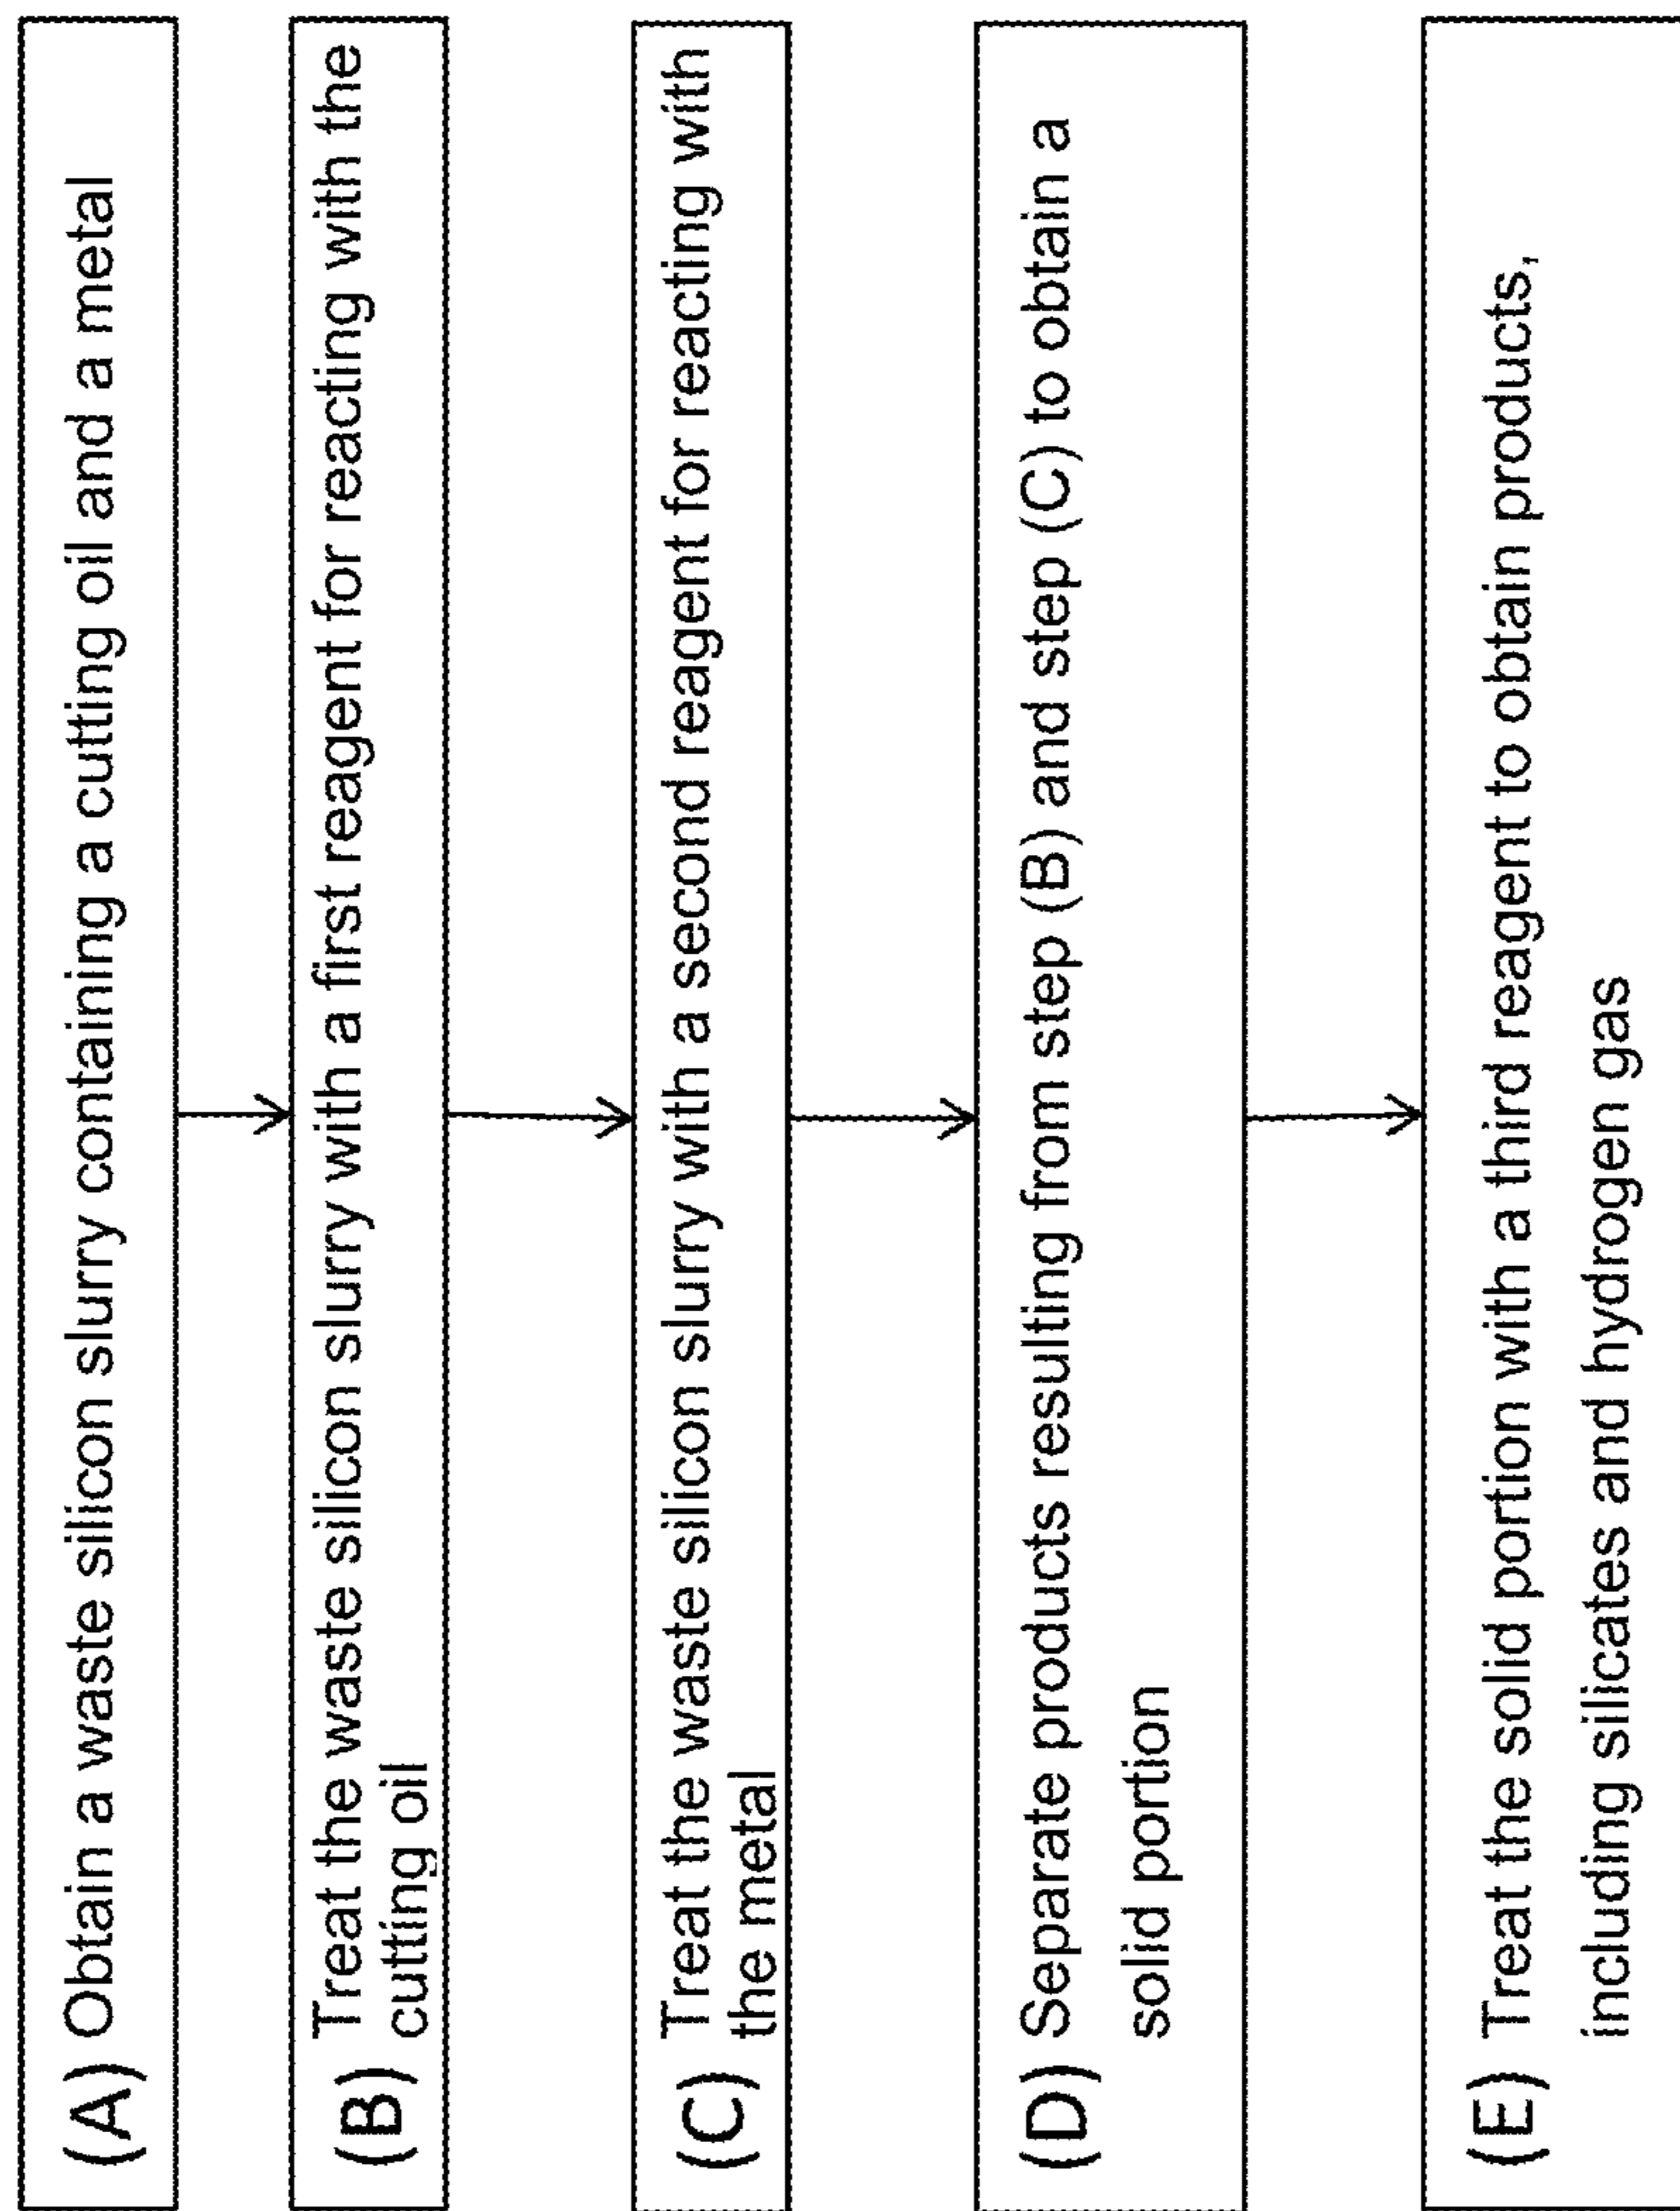 (A) Obtain a waste silicon slurry containing a cutting oil and a metal
(B) Treat the waste silicon slurry with a first reagent for reacting with the
cutting oil
(C) Treat the waste silicon slurry with a second reagent for reacting with
the metal
(D) Separate products resulting from step (B) and step (C) to obtain a
solid portion
(E) Treat the solid portion with a third reagent to obtain products,
including silicates and hydrogen gas